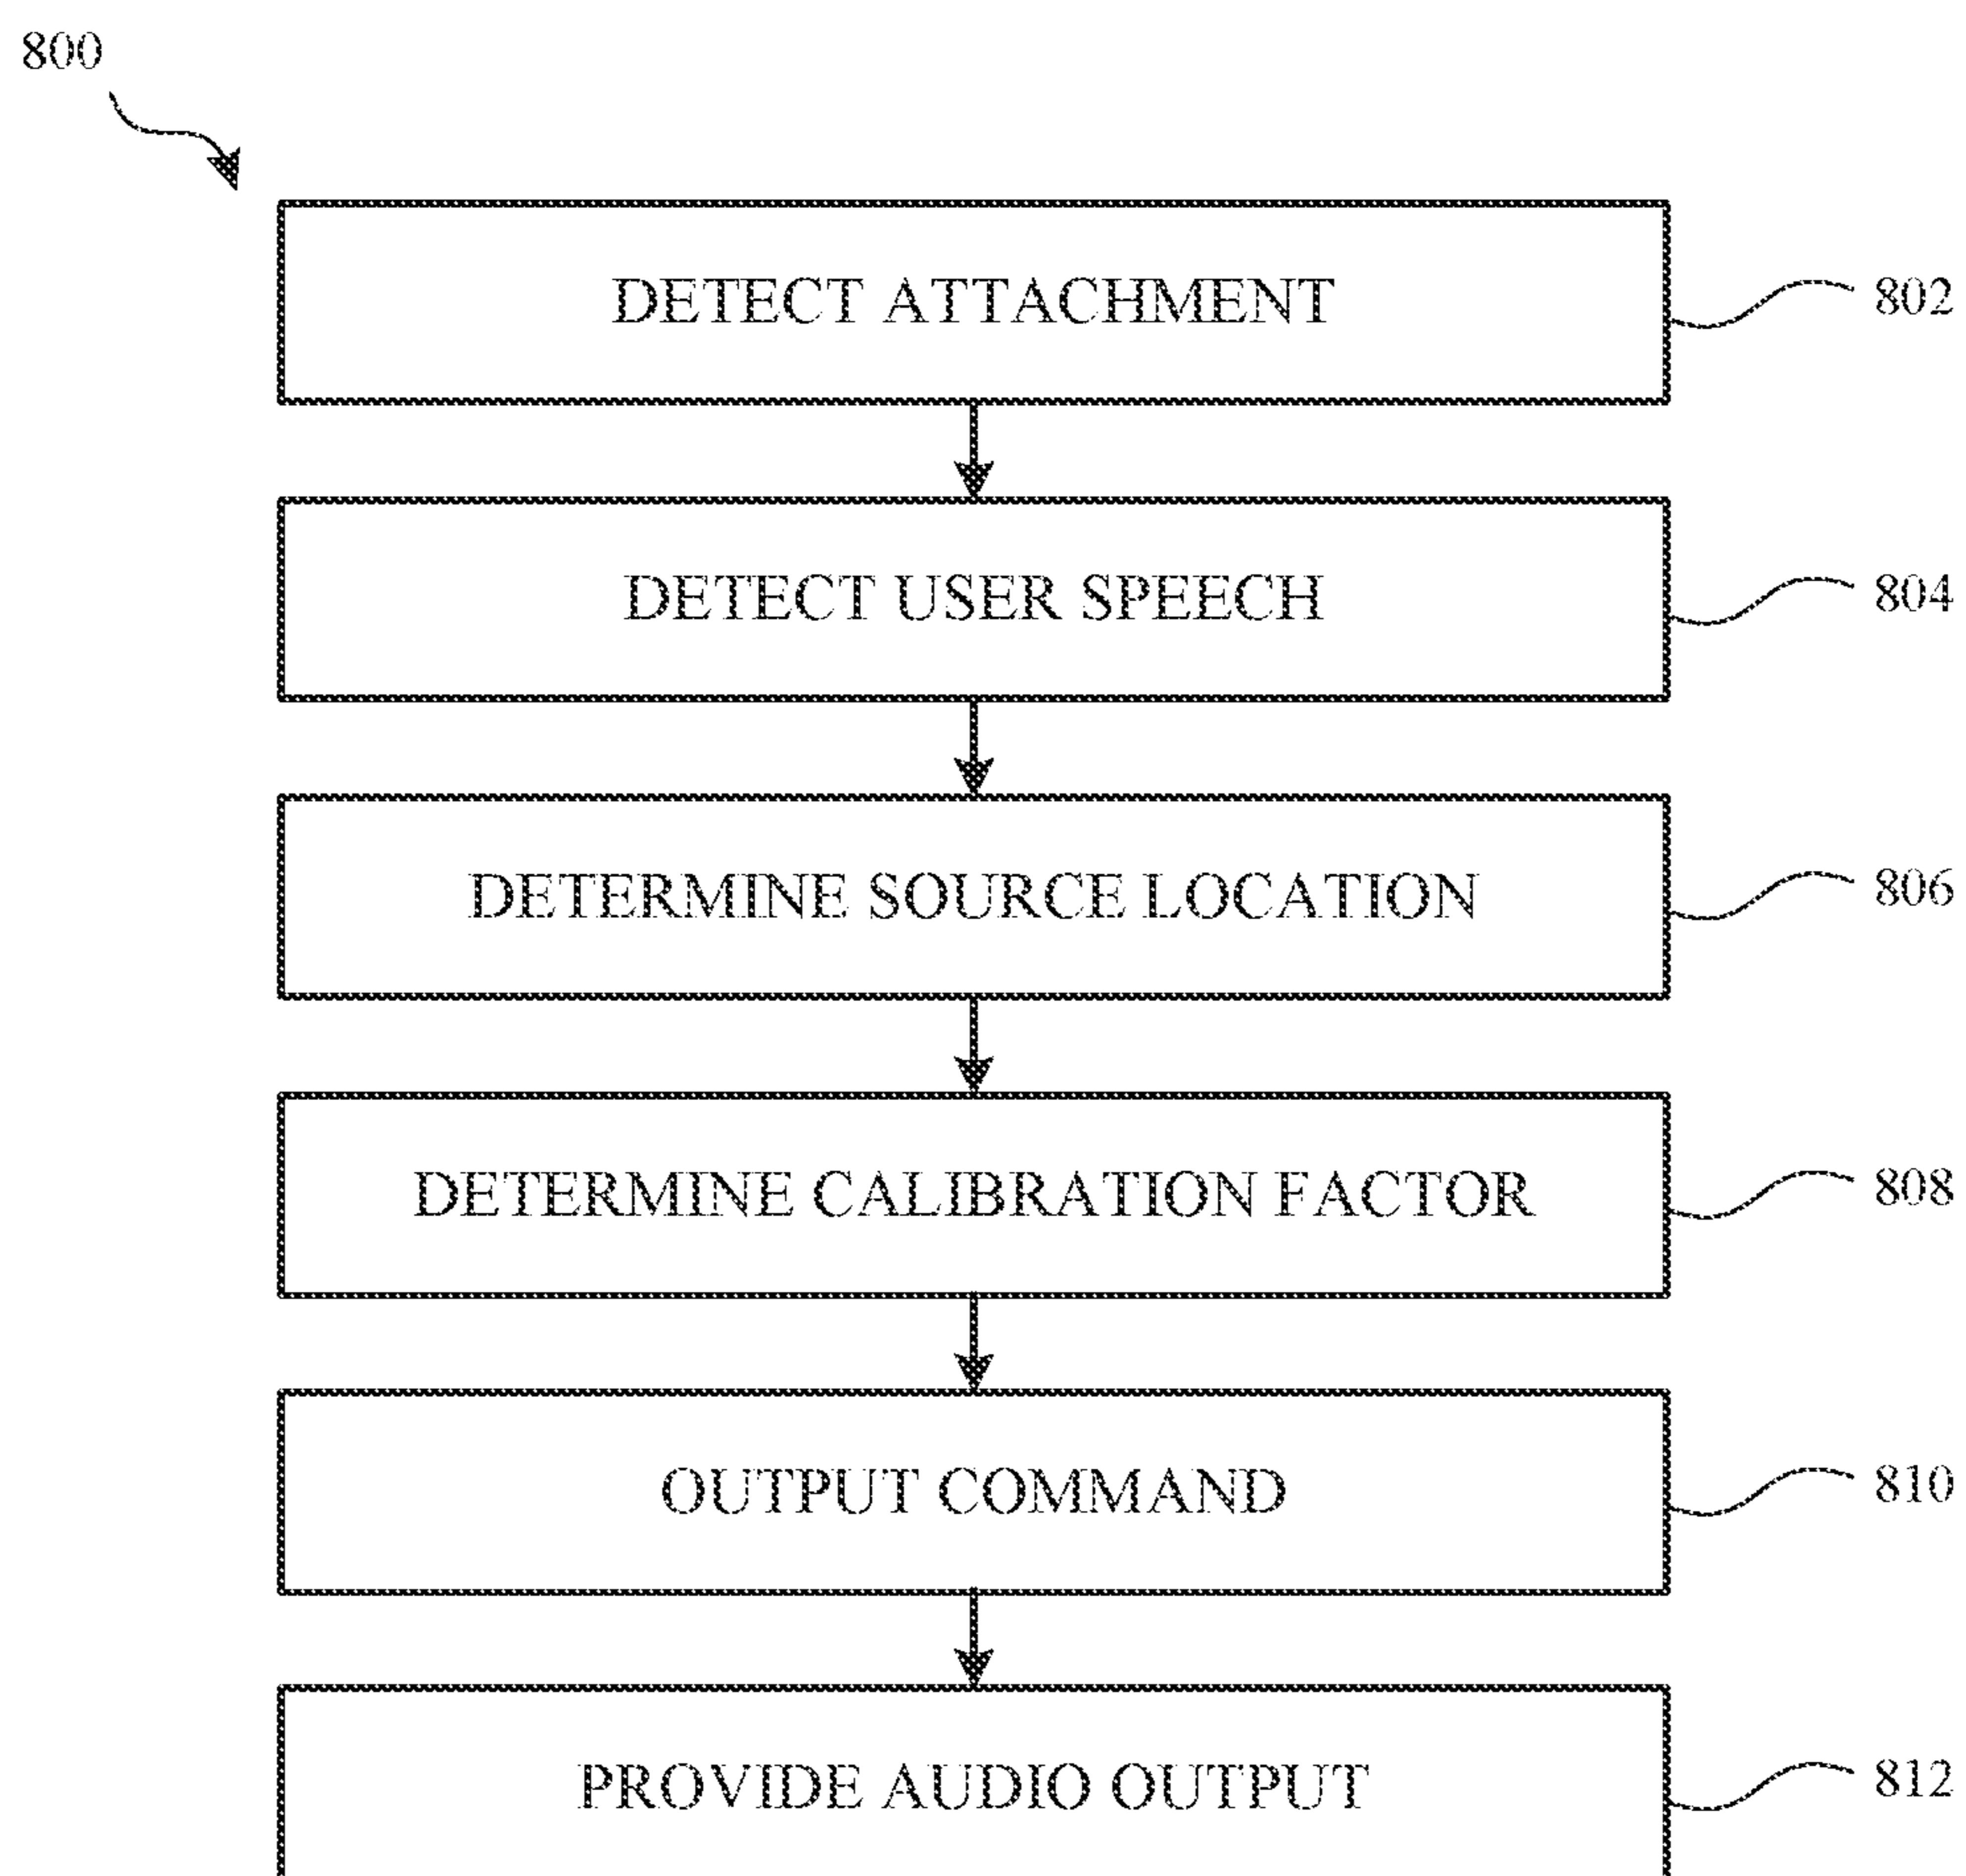 800
DETECT ATTACHMENT
802
DETECT USER SPEECH
804
DETERMINE SOURCE LOCATION
806
DETERMINE CALIBRATION FACTOR
808
OUTPUT COMMAND
810
PROVIDE AUDIO OUTPUT
812